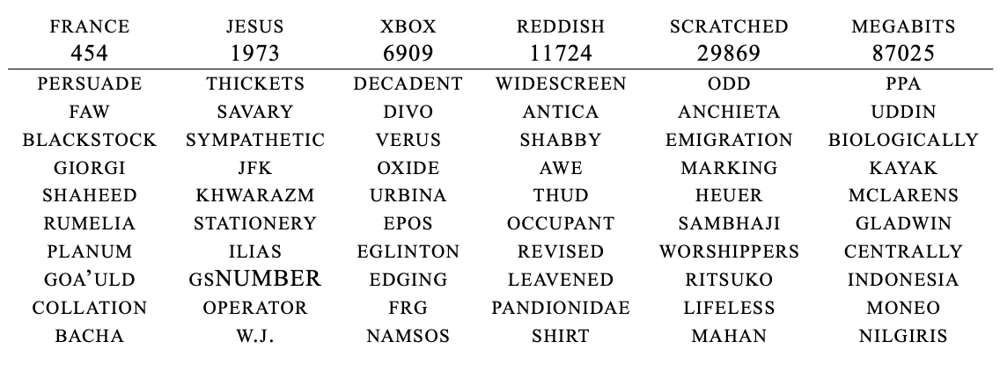 FRANCE JESUS XBOX REDDISH SCRATCHED MEGABITS
454 1973 6909 11724 29869 87025
PERSUADE THICKETS DECADENT WIDESCREEN ODD PPA
FAW SAVARY DIVO ANTICA ANCHIETA UDDIN
BLACKSTOCK SYMPATHETIC VERUS SHABBY EMIGRATION BIOLOGICALLY
GIORGI JFK OXIDE AWE MARKING KAYAK
SHAHEED KHWARAZM URBINA THUD HEUER MCLARENS
RUMELIA STATIONERY EPOS OCCUPANT SAMBHAJI GLADWIN
PLANUM ILIAS EGLINTON REVISED WORSHIPPERS CENTRALLY
GOA'ULD GSNUMBER EDGING LEAVENED RITSUKO INDONESIA
COLLATION OPERATOR FRG PANDIONIDAE LIFELESS MONEO
BACHA W.J. NAMSOS SHIRT MAHAN NILGIRIS